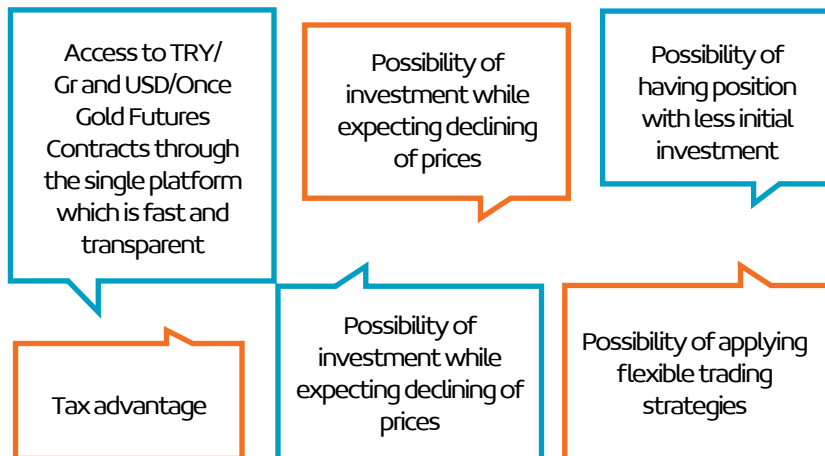 Access to TRY/
Gr and USD/Once
Gold Futures
Contracts through
the single platform
which is fast and
transparent
Possibility of
investment while
expecting declining
of prices
Possibility of
having position
with less initial
investment
Tax advantage
Possibility of
investment while
expecting declining of
prices
Possibility of applying
flexible trading
strategies